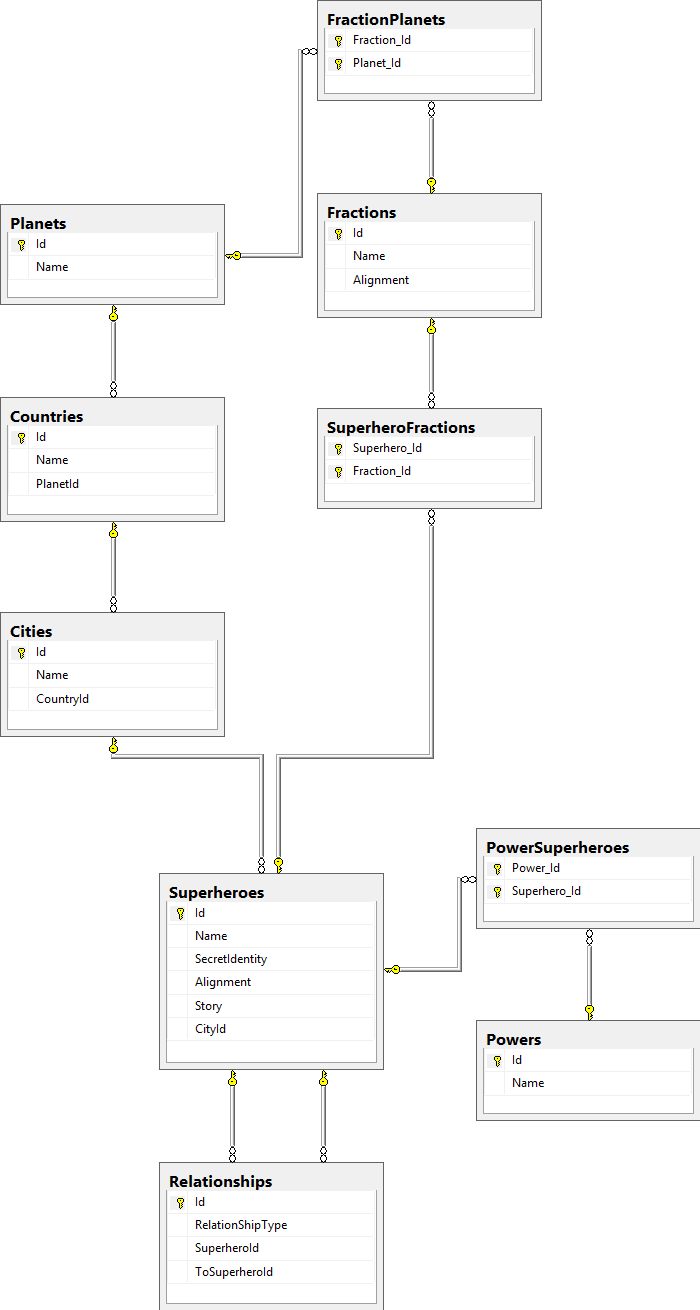 FractionPlanets
Fraction_Id
Planet_Id
Planets
Id
Name
Fractions
Id
Name
Alignment
Countries
Id
Name
PlanetId
SuperheroFractions
Superhero_Id
Fraction_Id
Cities
Id
Name
CountryId
PowerSuperheroes
Power_Id
Superhero_Id
Superheroes
Id
Name
SecretIdentity
Alignment
Story
CityId
Powers
Id
Name
Relationships
Id
RelationShipType
SuperheroId
ToSuperheroId